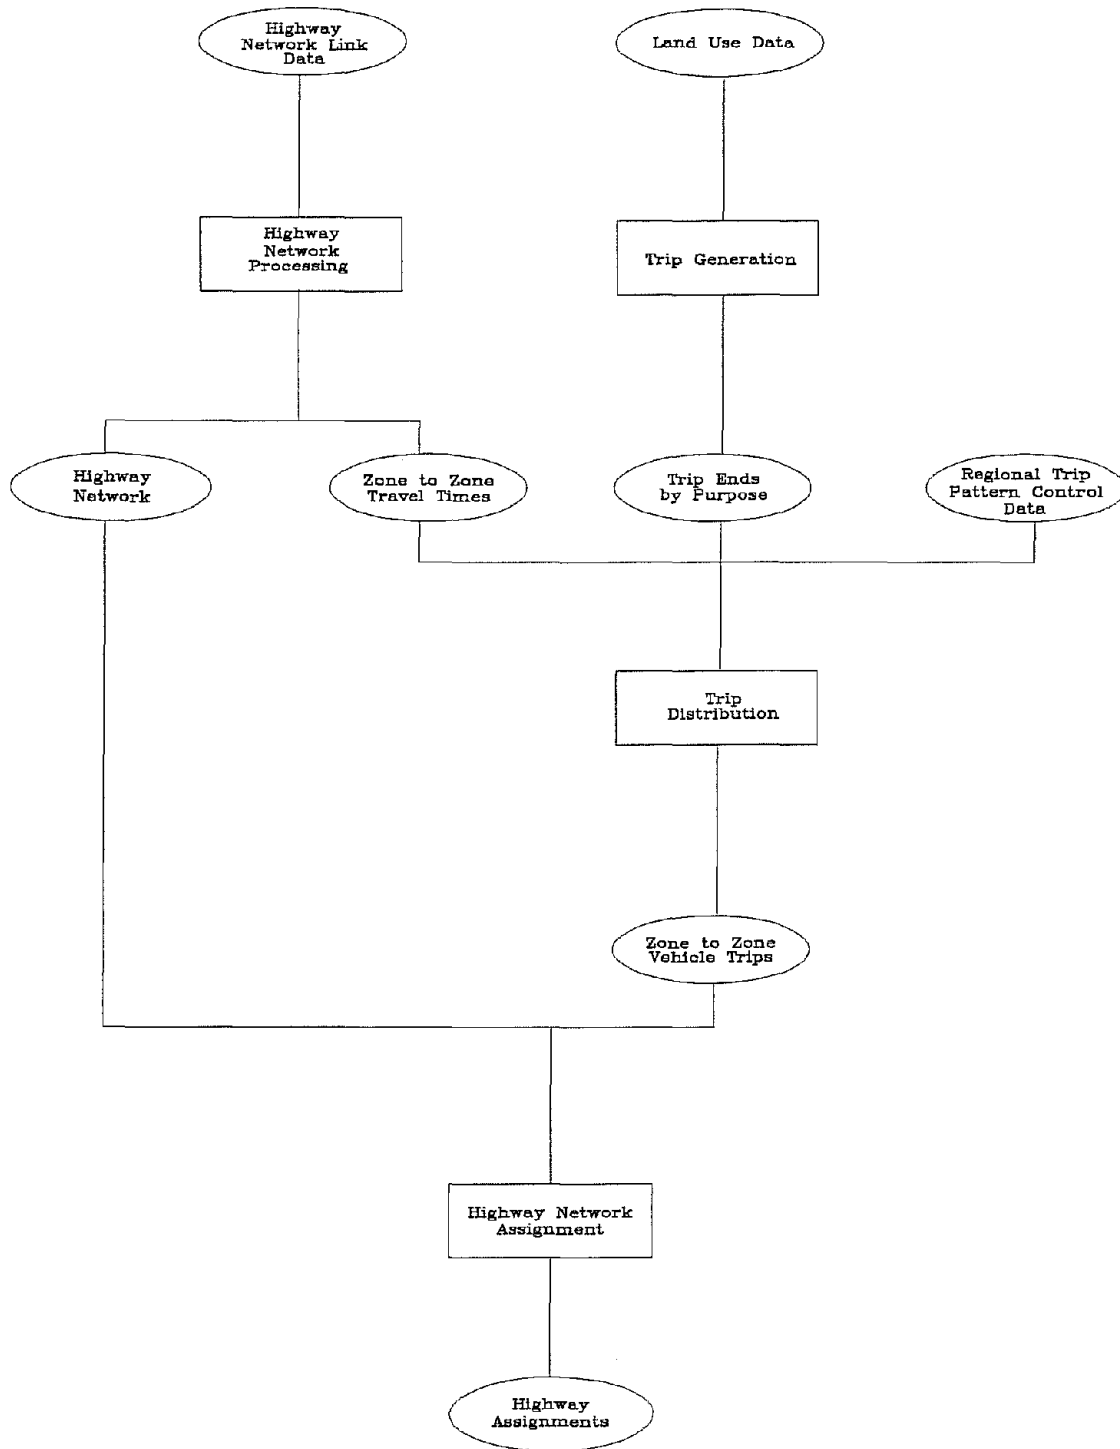 Highway
Network Link
Data
Land Use Data
Highway
Network
Processing
Trip Generation
Highway
Network
Zone to Zone
Travel Times
Trip Ends
by Purpose
Regional Trip
Pattern Control
Data
Trip
Distribution
Zone to Zone
Vehicle Trips
Highway Network
Assignment
Highway
Assignments